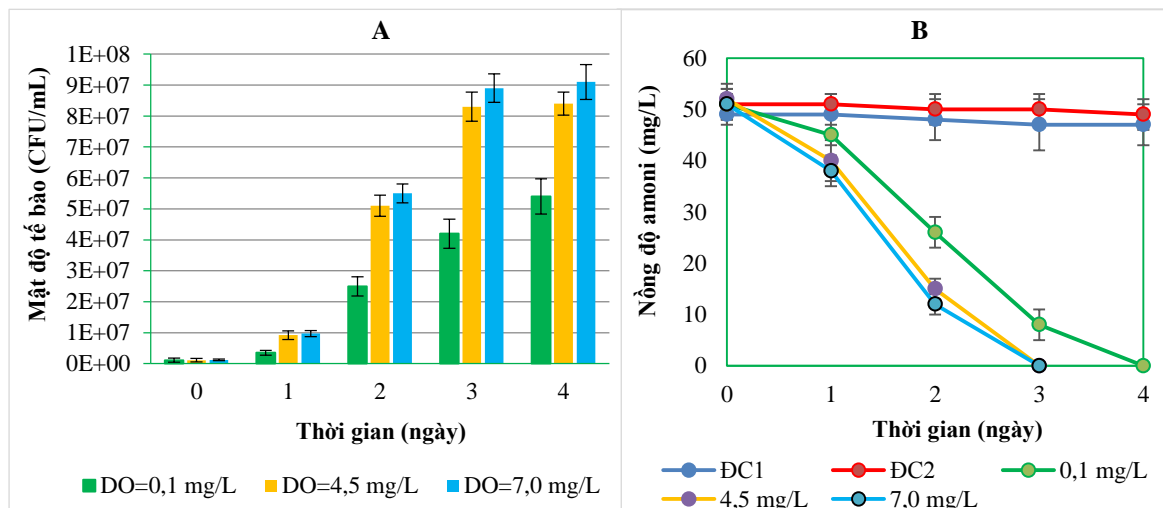 A
Mật độ tế bào (CFU/mL)
1E+08
9E+07
8E+07
7E+07
6E+07
5E+07
4E+07
3E+07
2E+07
1E+07
0E+00
0 1 2 3 4
Thời gian (ngày)
DO=0,1 mg/L DO=4,5 mg/L DO=7,0 mg/L
B
Nồng độ amoni (mg/L)
60
50
40
30
20
10
0
0 1 2 3 4
Thời gian (ngày)
ĐC1 ĐC2 0,1 mg/L
4,5 mg/L 7,0 mg/L